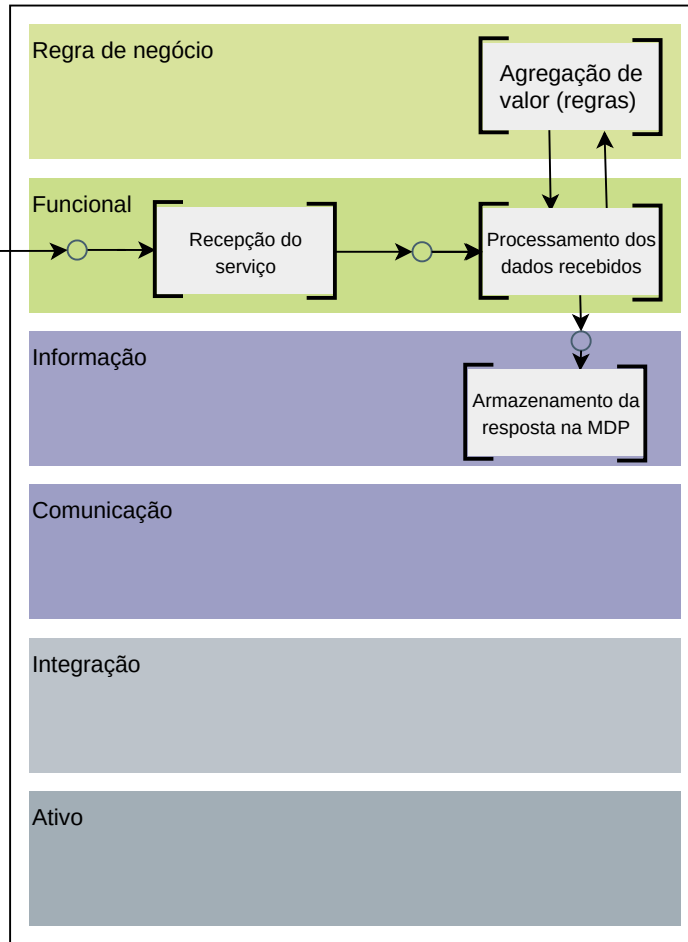 Regra de negócio
Agregação de
valor (regras)
Funcional
Recepção do
serviço
Processamento dos
dados recebidos
Informação
Armazenamento da
resposta na MDP
Comunicação
Integração
Ativo